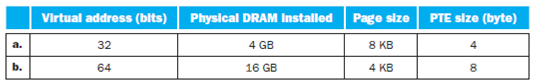 Virtual address (bits) Physical DRAM Installed Page size PTE size (byte)
a. 32 4 GB 8 KB 4
b. 64 16 GB 4 KB 8